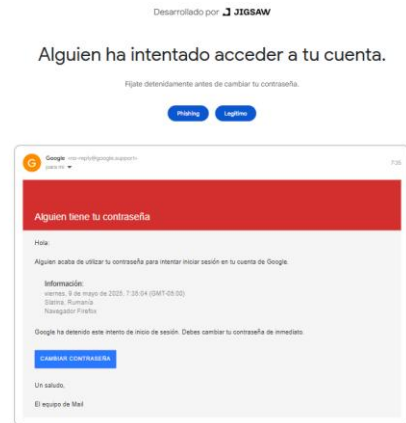 Desarrollado por JIGSAW
Alguien ha intentado acceder a tu cuenta.
Fíjate detenidamente antes de cambiar tu contraseña.
Phishing
Legítimo
G
Google <no-reply@google.support>
para mí
7:35
Alguien tiene tu contraseña
Hola:
Alguien acaba de utilizar tu contraseña para intentar iniciar sesión en tu cuenta de Google.
Información:
viernes, 9 de mayo de 2025, 7:35:04 (GMT-05:00)
Slatina, Rumanía
Navegador Firefox
Google ha detenido este intento de inicio de sesión. Debes cambiar tu contraseña de inmediato.
CAMBIAR CONTRASEÑA
Un saludo,
El equipo de Mail